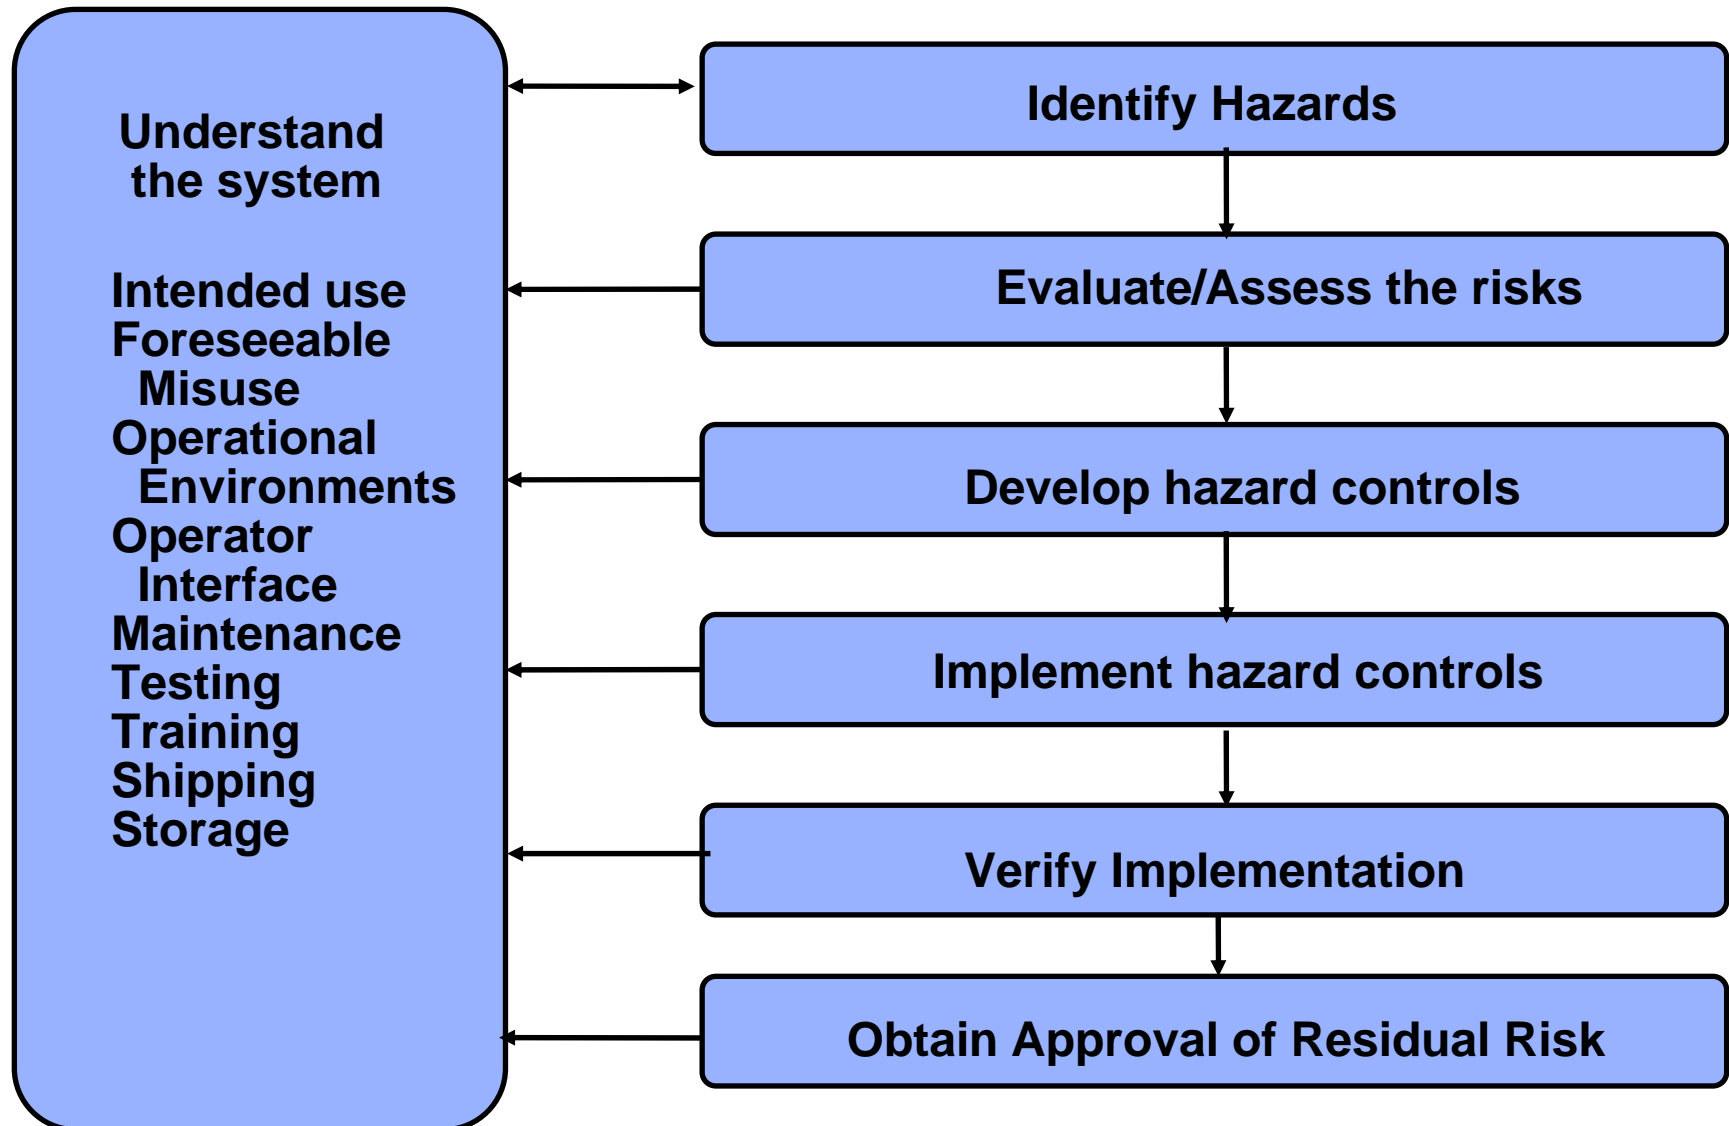 Understand
the system
Intended use
Foreseeable
Misuse
Operational
Environments
Operator
Interface
Maintenance
Testing
Training
Shipping
Storage
Identify Hazards
Evaluate/Assess the risks
Develop hazard controls
Implement hazard controls
Verify Implementation
Obtain Approval of Residual Risk